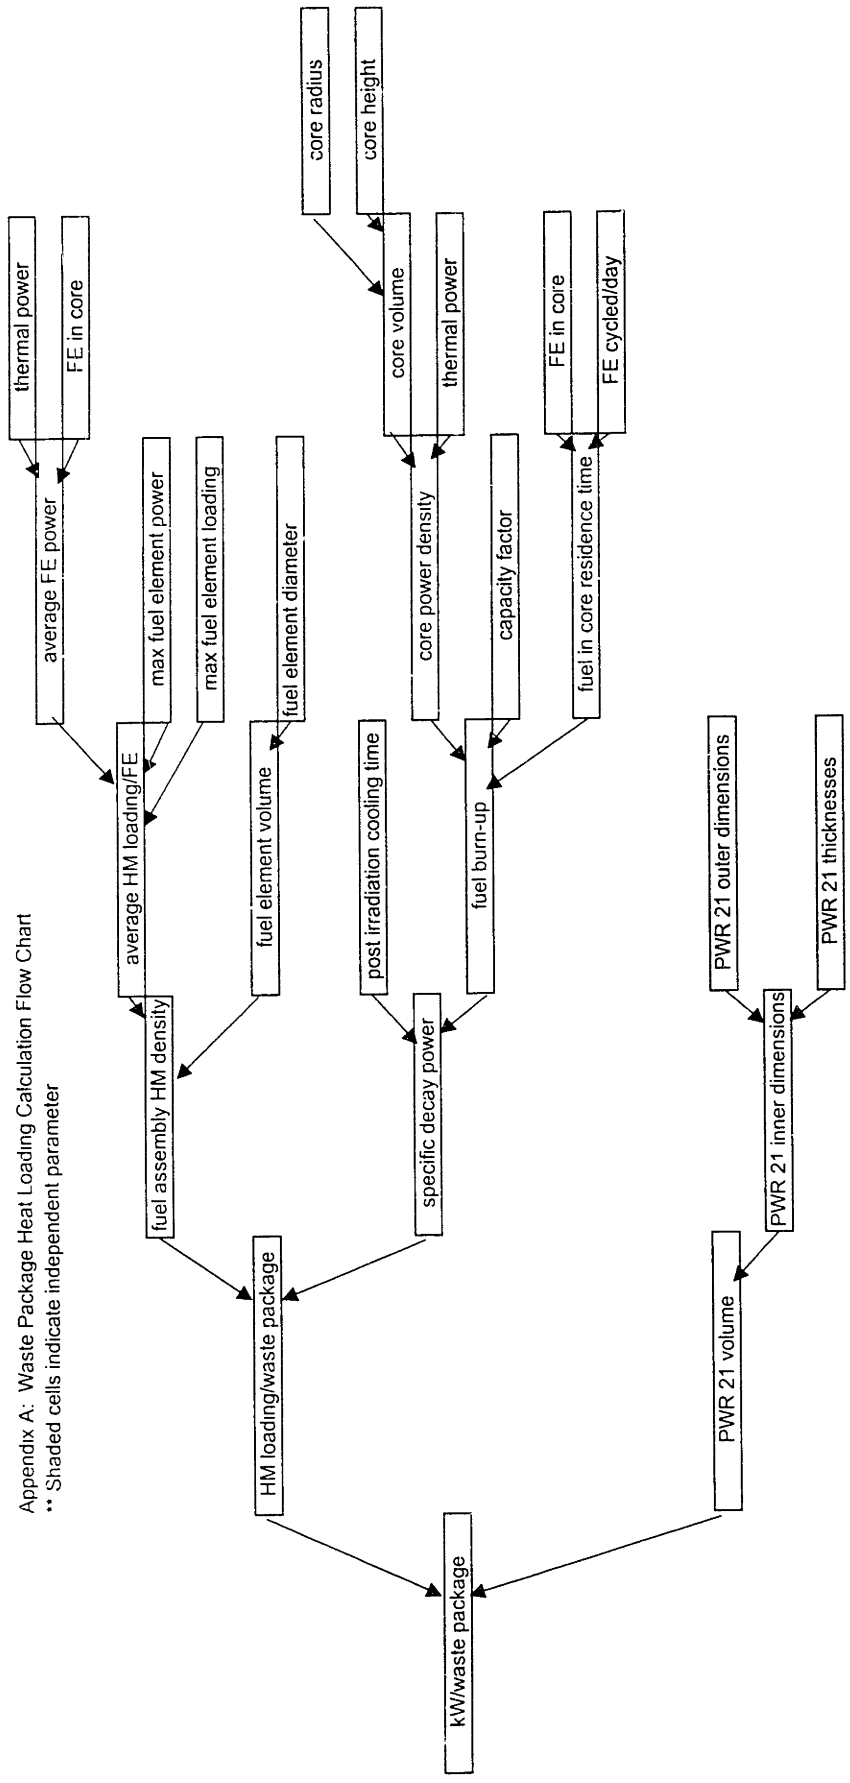 Appendix A: Waste Package Heat Loading Calculation Flow Chart
** Shaded cells indicate independent parameter
thermal power
average FE power
FE in core
average HM loading/FE
max fuel element power
fuel assembly HM density
max fuel element loading
fuel element volume
fuel element diameter
HM loading/waste package
core radius
post irradiation cooling time
core height
core volume
core power density
specific decay power
thermal power
kW/waste package
fuel burn-up
capacity factor
FE in core
fuel in core residence time
FE cycled/day
PWR 21 outer dimensions
PWR 21 volume
PWR 21 inner dimensions
PWR 21 thicknesses